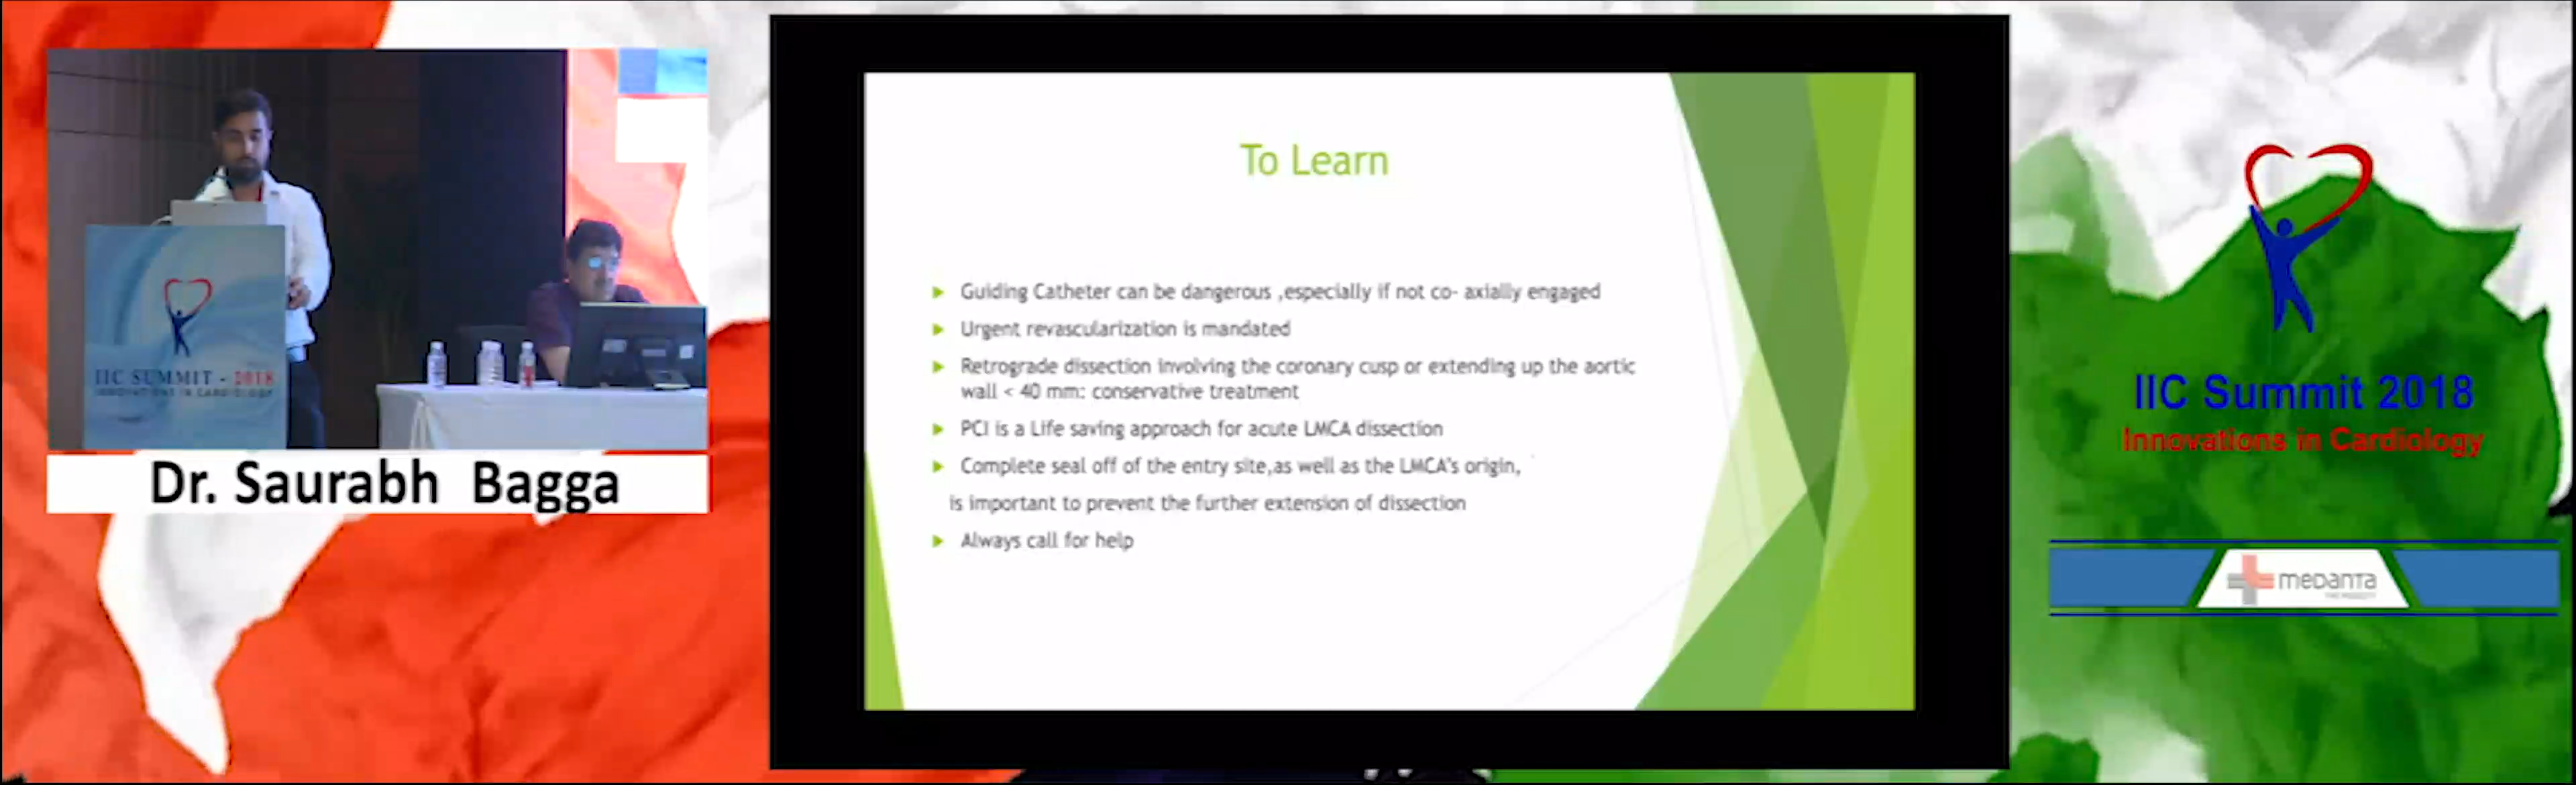 IIC SUMMIT - 2018
INNOVATIONS IN CARDIOLOGY
Dr. Saurabh Bagga
To Learn
Guiding Catheter can be dangerous ,especially if not co- axially engaged
Urgent revascularization is mandated
Retrograde dissection involving the coronary cusp or extending up the aortic
wall < 40 mm: conservative treatment
PCI is a Life saving approach for acute LMCA dissection
Complete seal off of the entry site,as well as the LMCA's origin,
is important to prevent the further extension of dissection
Always call for help
IIC Summit 2018
Innovations in Cardiology
medanta